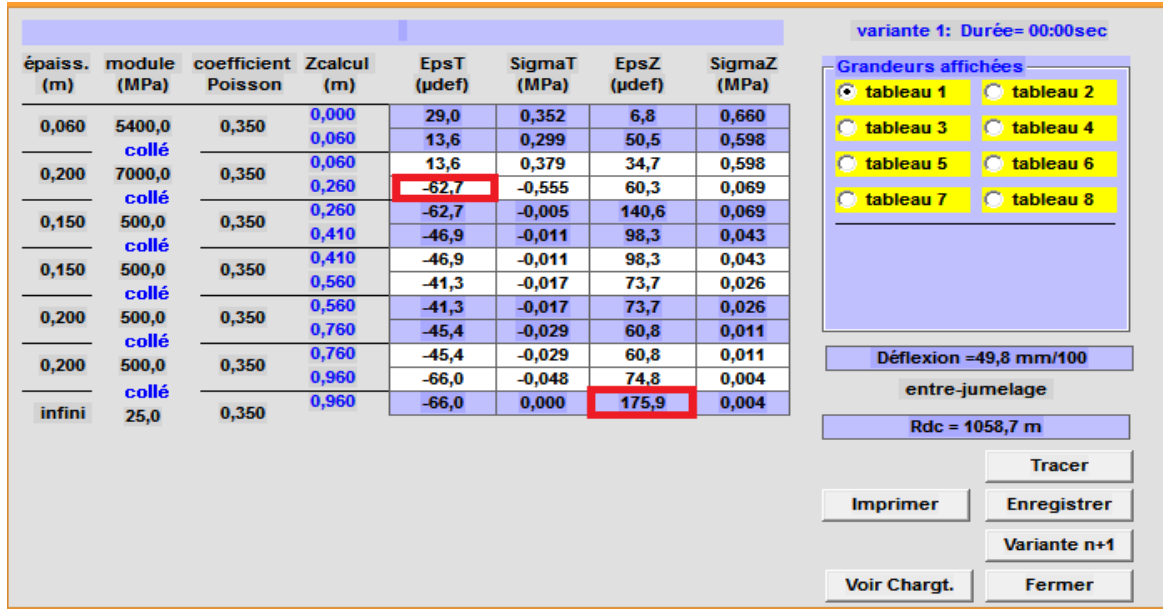 variante 1: Durée= 00:00sec
épaiss. module coefficient Zcalcul EpsT SigmaT EpsZ SigmaZ
(m) (MPa) Poisson (m) (µdef) (MPa) (µdef) (MPa)
0,060 5400,0 0,350 0,000 29,0 0,352 6,8 0,660
collé 0,060 13,6 0,299 50,5 0,598
0,200 7000,0 0,350 0,060 13,6 0,379 34,7 0,598
collé 0,260 -62,7 -0,555 60,3 0,069
0,150 500,0 0,350 0,260 -62,7 -0,005 140,6 0,069
collé 0,410 -46,9 -0,011 98,3 0,043
0,150 500,0 0,350 0,410 -46,9 -0,011 98,3 0,043
collé 0,560 -41,3 -0,017 73,7 0,026
0,200 500,0 0,350 0,560 -41,3 -0,017 73,7 0,026
collé 0,760 -45,4 -0,029 60,8 0,011
0,200 500,0 0,350 0,760 -45,4 -0,029 60,8 0,011
collé 0,960 -66,0 -0,048 74,8 0,004
infini 25,0 0,350 0,960 -66,0 0,000 175,9 0,004
Grandeurs affichées
tableau 1 tableau 2
tableau 3 tableau 4
tableau 5 tableau 6
tableau 7 tableau 8
Déflexion =49,8 mm/100
entre-jumelage
Rdc = 1058,7 m
Tracer
Imprimer Enregistrer
Variante n+1
Voir Chargt. Fermer